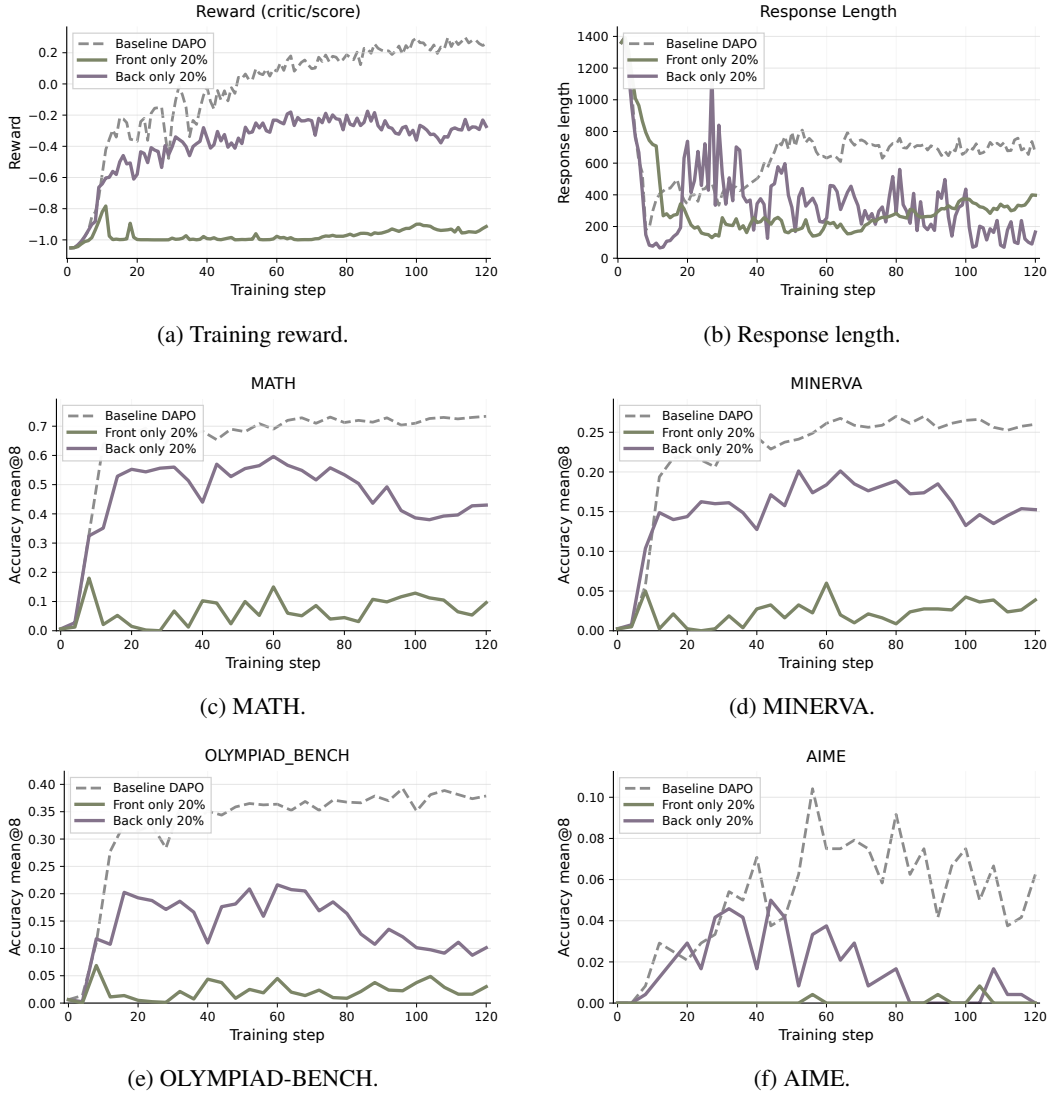 Reward (critic/score)
Baseline DAPO
Front only 20%
Back only 20%
Reward
0.2
0.0
−0.2
−0.4
−0.6
−0.8
−1.0
0 20 40 60 80 100 120
Training step
(a) Training reward.
Response Length
Baseline DAPO
Front only 20%
Back only 20%
Response length
1400
1200
1000
800
600
400
200
0
0 20 40 60 80 100 120
Training step
(b) Response length.
MATH
Baseline DAPO
Front only 20%
Back only 20%
Accuracy mean@8
0.7
0.6
0.5
0.4
0.3
0.2
0.1
0.0
0 20 40 60 80 100 120
Training step
(c) MATH.
MINERVA
Baseline DAPO
Front only 20%
Back only 20%
Accuracy mean@8
0.25
0.20
0.15
0.10
0.05
0.00
0 20 40 60 80 100 120
Training step
(d) MINERVA.
OLYMPIAD_BENCH
Baseline DAPO
Front only 20%
Back only 20%
Accuracy mean@8
0.40
0.35
0.30
0.25
0.20
0.15
0.10
0.05
0.00
0 20 40 60 80 100 120
Training step
(e) OLYMPIAD-BENCH.
AIME
Baseline DAPO
Front only 20%
Back only 20%
Accuracy mean@8
0.10
0.08
0.06
0.04
0.02
0.00
0 20 40 60 80 100 120
Training step
(f) AIME.